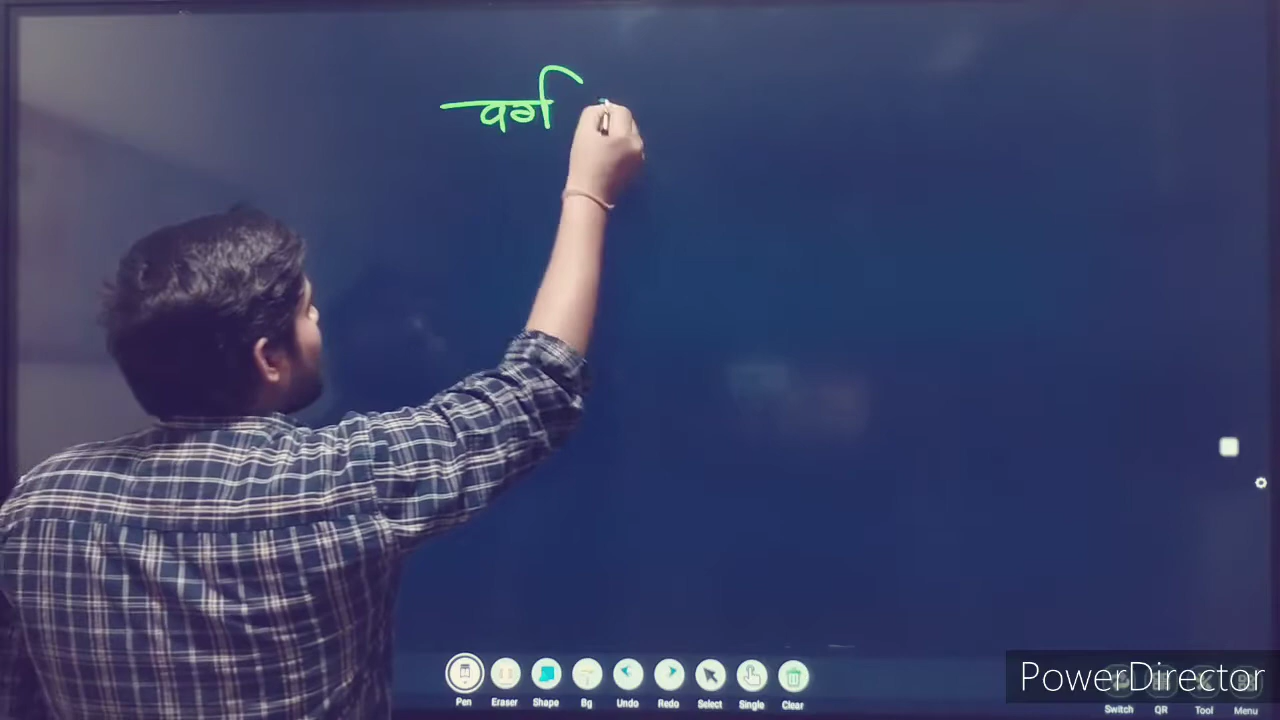 वर्ग
Pen Eraser Shape Bg Undo Redo Select Single Clear
Switch QR Tool Menu
PowerDirector